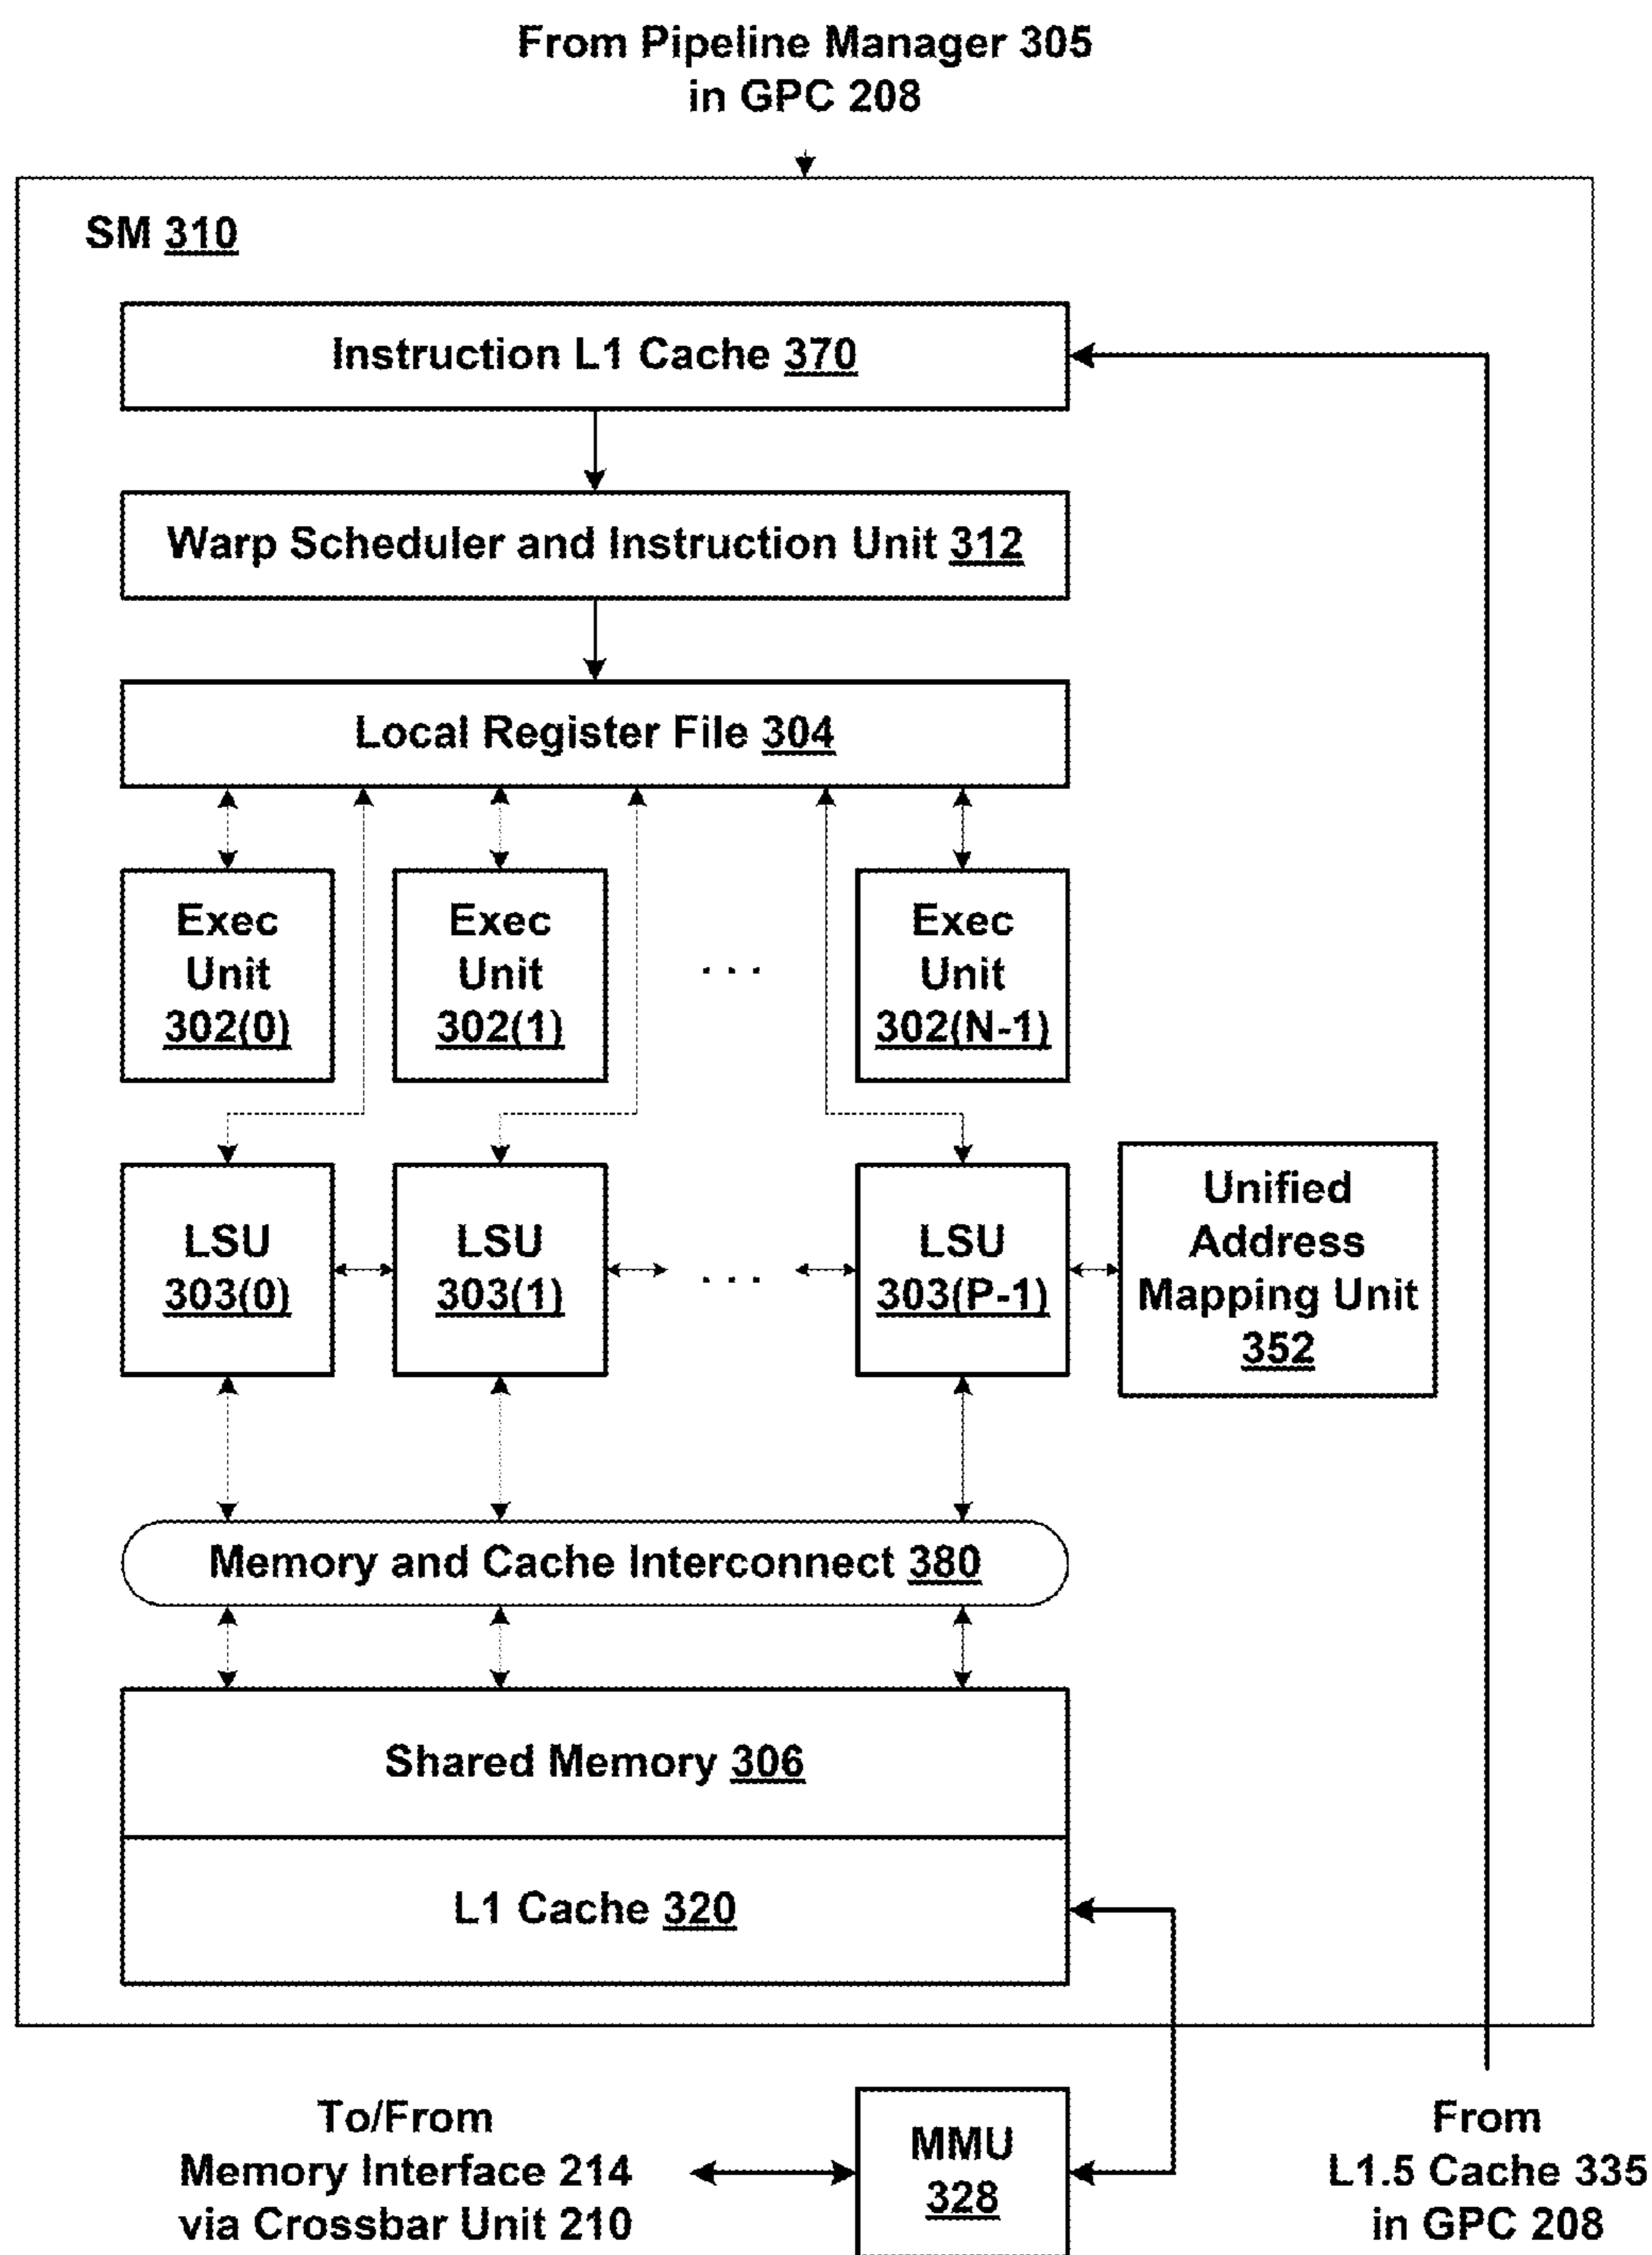 From Pipeline Manager 305
in GPC 208
SM 310
Instruction L1 Cache 370
Warp Scheduler and Instruction Unit 312
Local Register File 304
Exec
Unit
302(0)
Exec
Unit
302(1)
. . .
Exec
Unit
302(N-1)
LSU
303(0)
LSU
303(1)
. . .
LSU
303(P-1)
Unified
Address
Mapping Unit
352
Memory and Cache Interconnect 380
Shared Memory 306
L1 Cache 320
To/From
Memory Interface 214
via Crossbar Unit 210
MMU
328
From
L1.5 Cache 335
in GPC 208